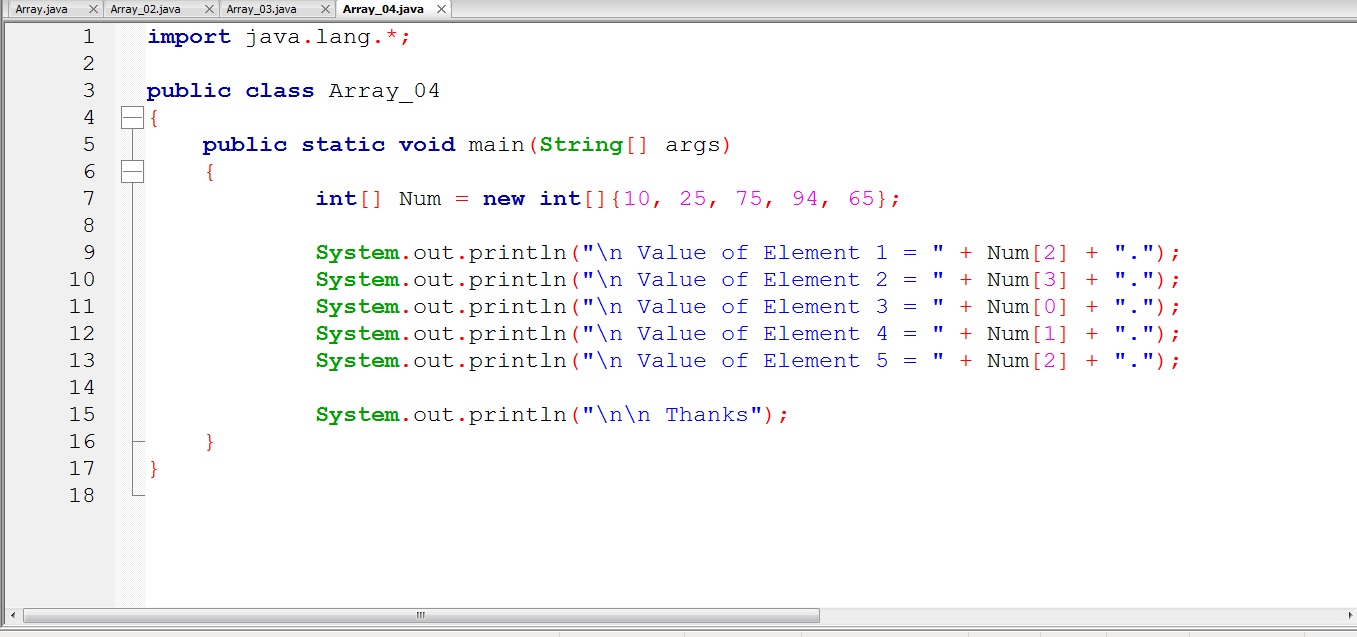 Array.java Array_02.java Array_03.java Array_04.java
1 import java.lang.*;
2
3 public class Array_04
4 {
5 public static void main(String[] args)
6 {
7 int[] Num = new int[]{10, 25, 75, 94, 65};
8
9 System.out.println("\n Value of Element 1 = " + Num[2] + ".");
10 System.out.println("\n Value of Element 2 = " + Num[3] + ".");
11 System.out.println("\n Value of Element 3 = " + Num[0] + ".");
12 System.out.println("\n Value of Element 4 = " + Num[1] + ".");
13 System.out.println("\n Value of Element 5 = " + Num[2] + ".");
14
15 System.out.println("\n\n Thanks");
16 }
17 }
18